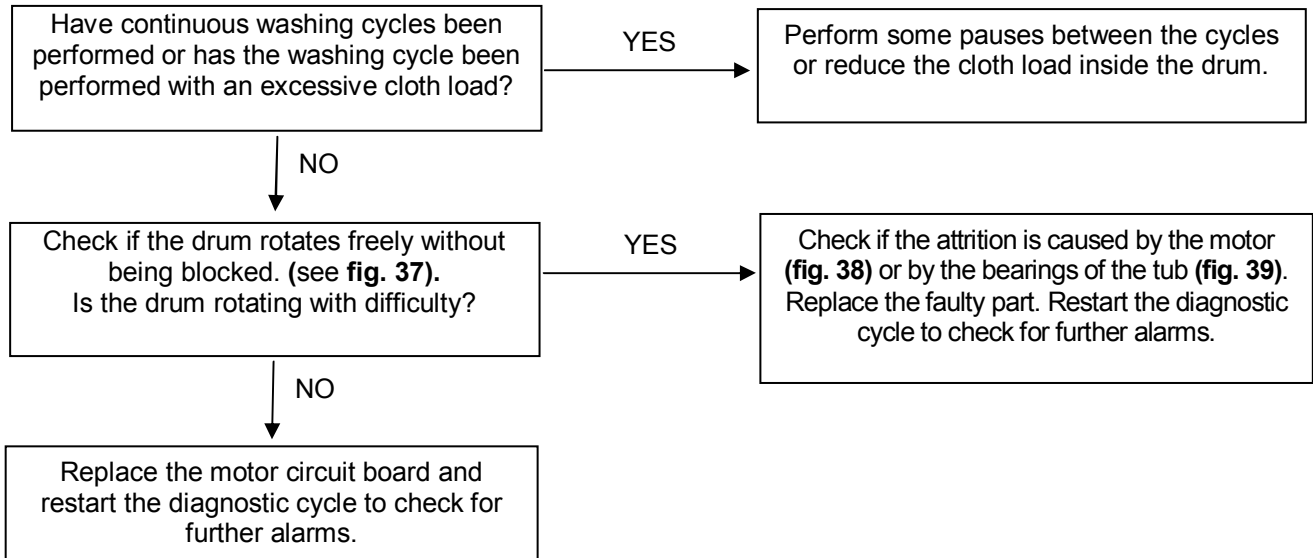 Have continuous washing cycles been
performed or has the washing cycle been
performed with an excessive cloth load?
YES
Perform some pauses between the cycles
or reduce the cloth load inside the drum.
NO
Check if the drum rotates freely without
being blocked. (see fig. 37).
Is the drum rotating with difficulty?
YES
Check if the attrition is caused by the motor
(fig. 38) or by the bearings of the tub (fig. 39).
Replace the faulty part. Restart the diagnostic
cycle to check for further alarms.
NO
Replace the motor circuit board and
restart the diagnostic cycle to check for
further alarms.